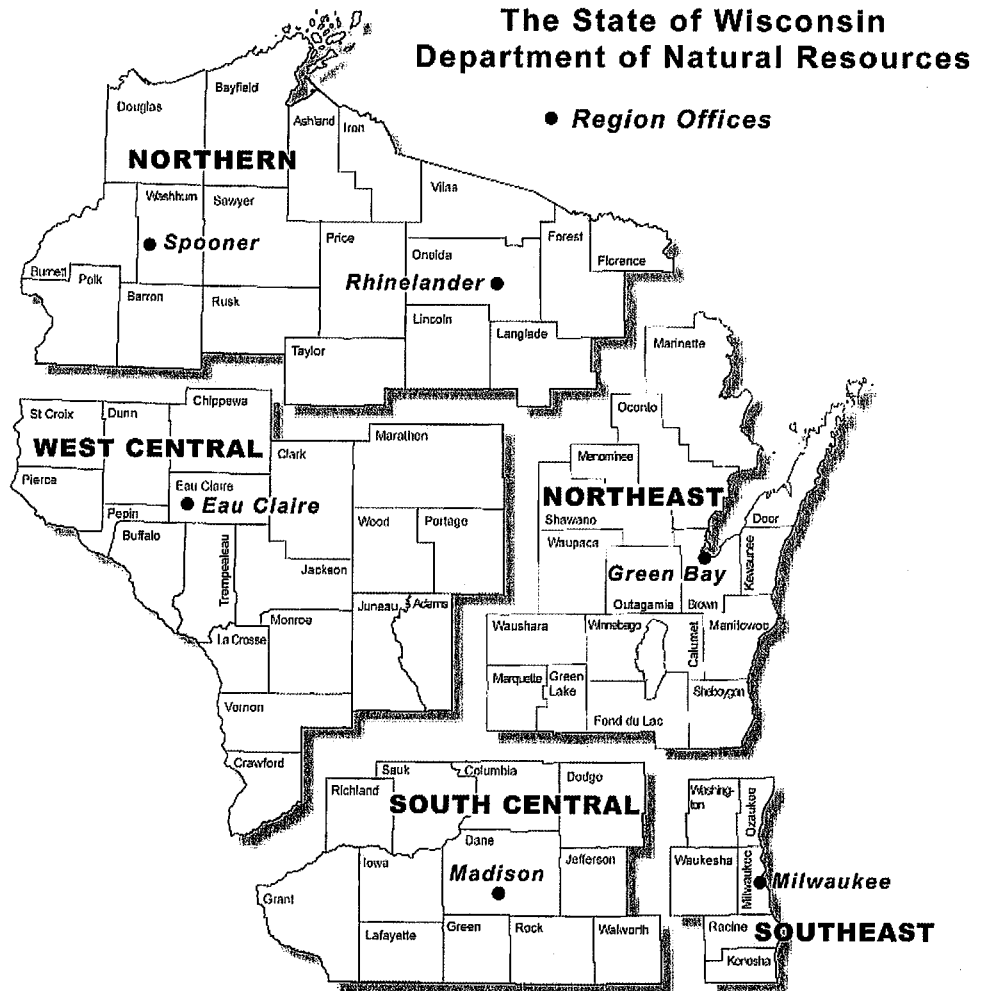 The State of Wisconsin
Department of Natural Resources
Region Offices
Bayfield
Douglas
Ashland
Iron
NORTHERN
Vilas
Washburn
Sawyer
Spooner
Price
Forest
Oneida
Florence
Burnett
Polk
Rhinelander
Barron
Rusk
Lincoln
Langlade
Taylor
Marinette
Chippewa
St Croix
Dunn
Oconto
WEST CENTRAL
Marathon
Clark
Menominee
Pierce
Eau Claire
Eau Claire
NORTHEAST
Pepin
Wood
Portage
Shawano
Door
Buffalo
Waupaca
Trempealeau
Jackson
Green Bay
Kewaunee
Juneau
Adams
Outagamie
Brown
Monroe
La Crosse
Waushara
Winnebago
Calumet
Manitowoc
Marquette
Green
Lake
Sheboygan
Vernon
Fond du Lac
Crawford
Sauk
Columbia
Dodge
Richland
SOUTH CENTRAL
Washing-
ton
Ozaukee
Dane
Iowa
Jefferson
Waukesha
Milwaukee
Madison
Milwaukee
Grant
Lafayette
Green
Rock
Walworth
Racine
SOUTHEAST
Kenosha